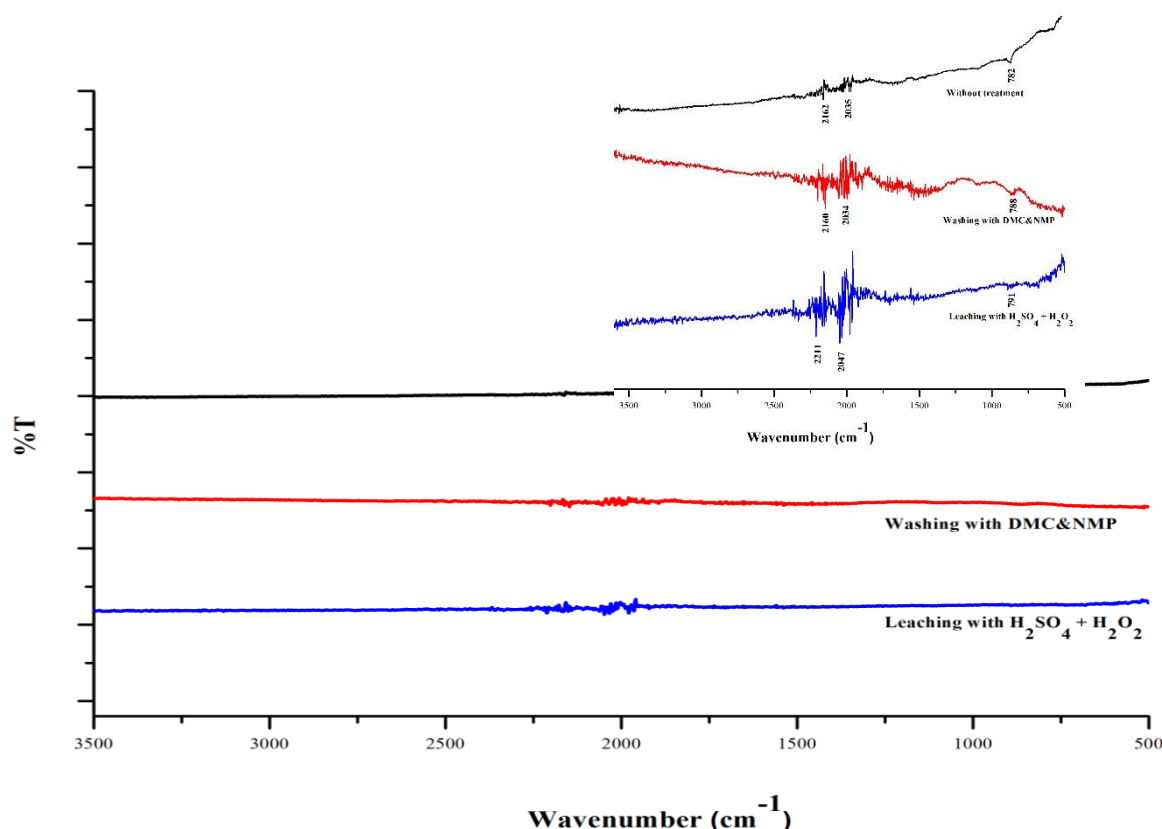 782
Without treatment
2162
2035
Washing with DMC&NMP
2160
2034
788
Leaching with H2SO4 + H2O2
2211
2047
791
3500 3000 2500 2000 1500 1000 500
Wavenumber (cm-1)
%T
Washing with DMC&NMP
Leaching with H2SO4 + H2O2
3500 3000 2500 2000 1500 1000 500
Wavenumber (cm-1)